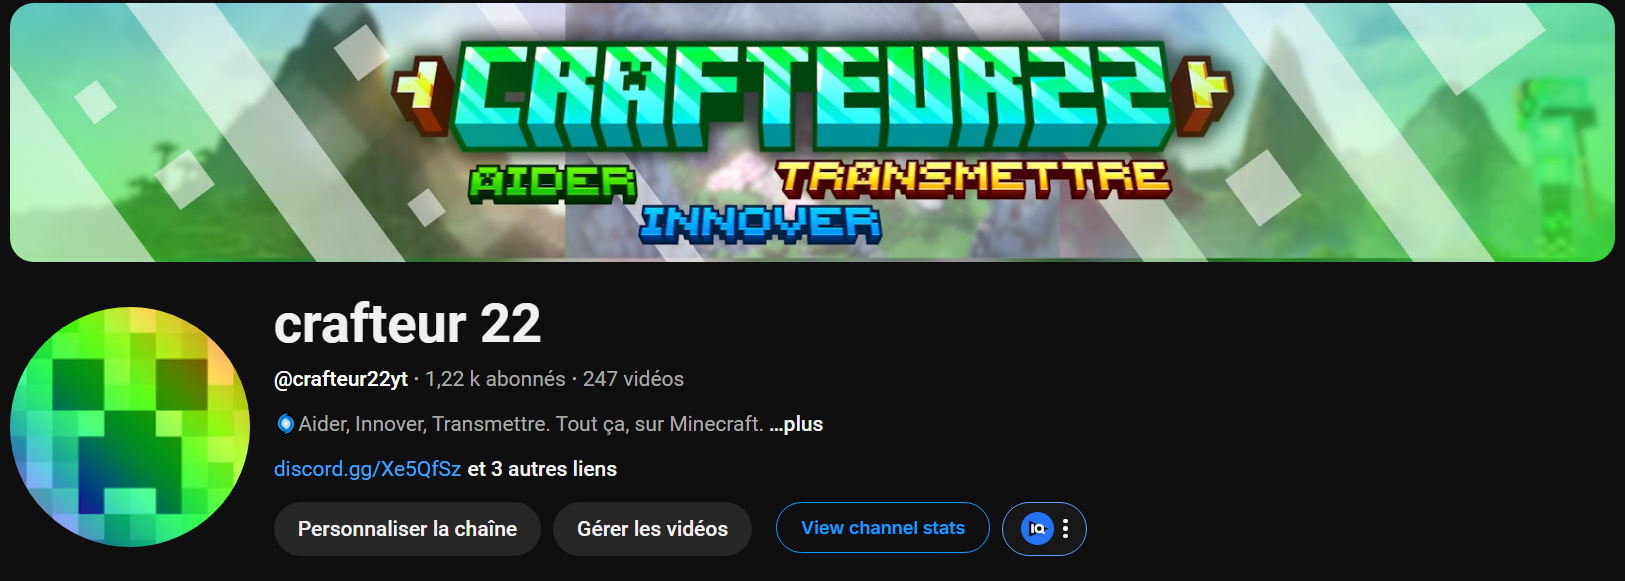 CRAFTEUR22
AIDER
TRANSMETTRE
INNOVER
crafteur 22
@crafteur22yt · 1,22 k abonnés · 247 vidéos
Aider, Innover, Transmettre. Tout ça, sur Minecraft. ...plus
discord.gg/Xe5QfSz et 3 autres liens
Personnaliser la chaîne
Gérer les vidéos
View channel stats
IQ